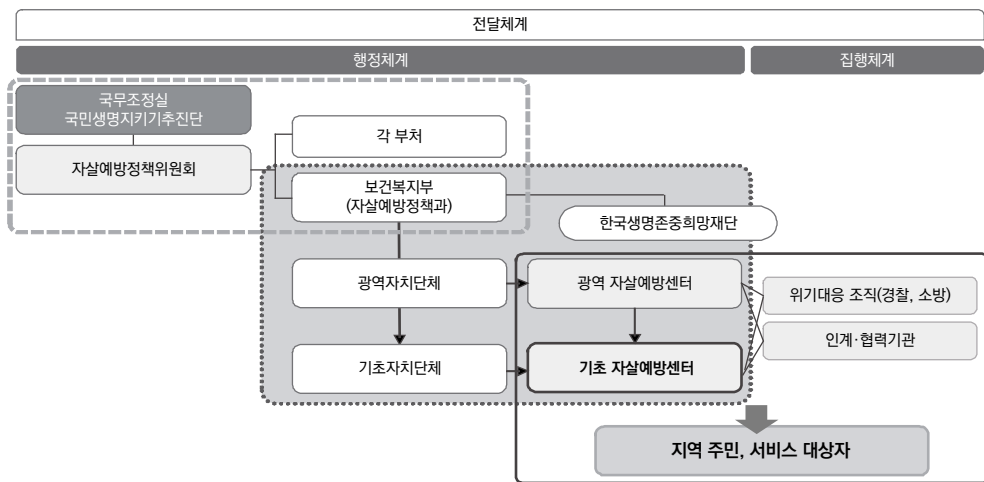 전달체계
행정체계
집행체계
국무조정실
국민생명지키기추진단
각 부처
자살예방정책위원회
보건복지부
(자살예방정책과)
한국생명존중희망재단
광역자치단체
광역 자살예방센터
위기대응 조직(경찰, 소방)
인계·협력기관
기초자치단체
기초 자살예방센터
지역 주민, 서비스 대상자